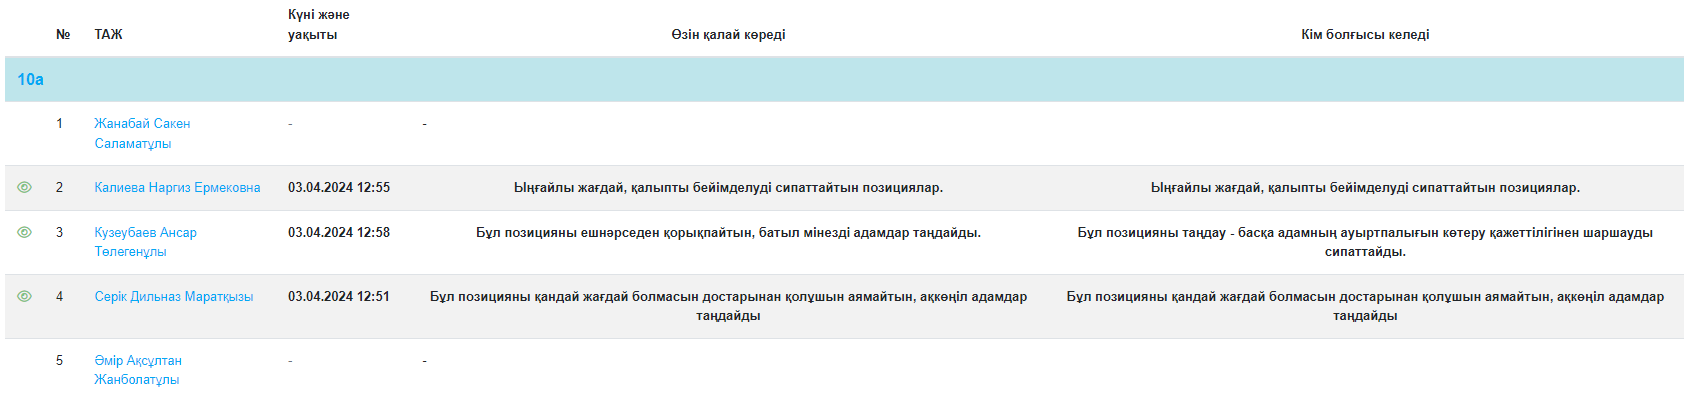 № ТАЖ Күні және уақыты Өзін қалай көреді Кім болғысы келеді
10а
1 Жанабай Сакен Саламатұлы - -
2 Калиева Наргиз Ермековна 03.04.2024 12:55 Ыңғайлы жағдай, қалыпты бейімделуді сипаттайтын позициялар. Ыңғайлы жағдай, қалыпты бейімделуді сипаттайтын позициялар.
3 Кузеубаев Ансар Төлегенұлы 03.04.2024 12:58 Бұл позицияны ешнәрседен қорықпайтын, батыл мінезді адамдар таңдайды. Бұл позицияны таңдау - басқа адамның ауыртпалығын көтеру қажеттілігінен шаршауды сипаттайды.
4 Серік Дильназ Маратқызы 03.04.2024 12:51 Бұл позицияны қандай жағдай болмасын достарынан қолұшын аямайтын, ақкөңіл адамдар таңдайды Бұл позицияны қандай жағдай болмасын достарынан қолұшын аямайтын, ақкөңіл адамдар таңдайды
5 Әмір Ақсұлтан Жанболатұлы - -